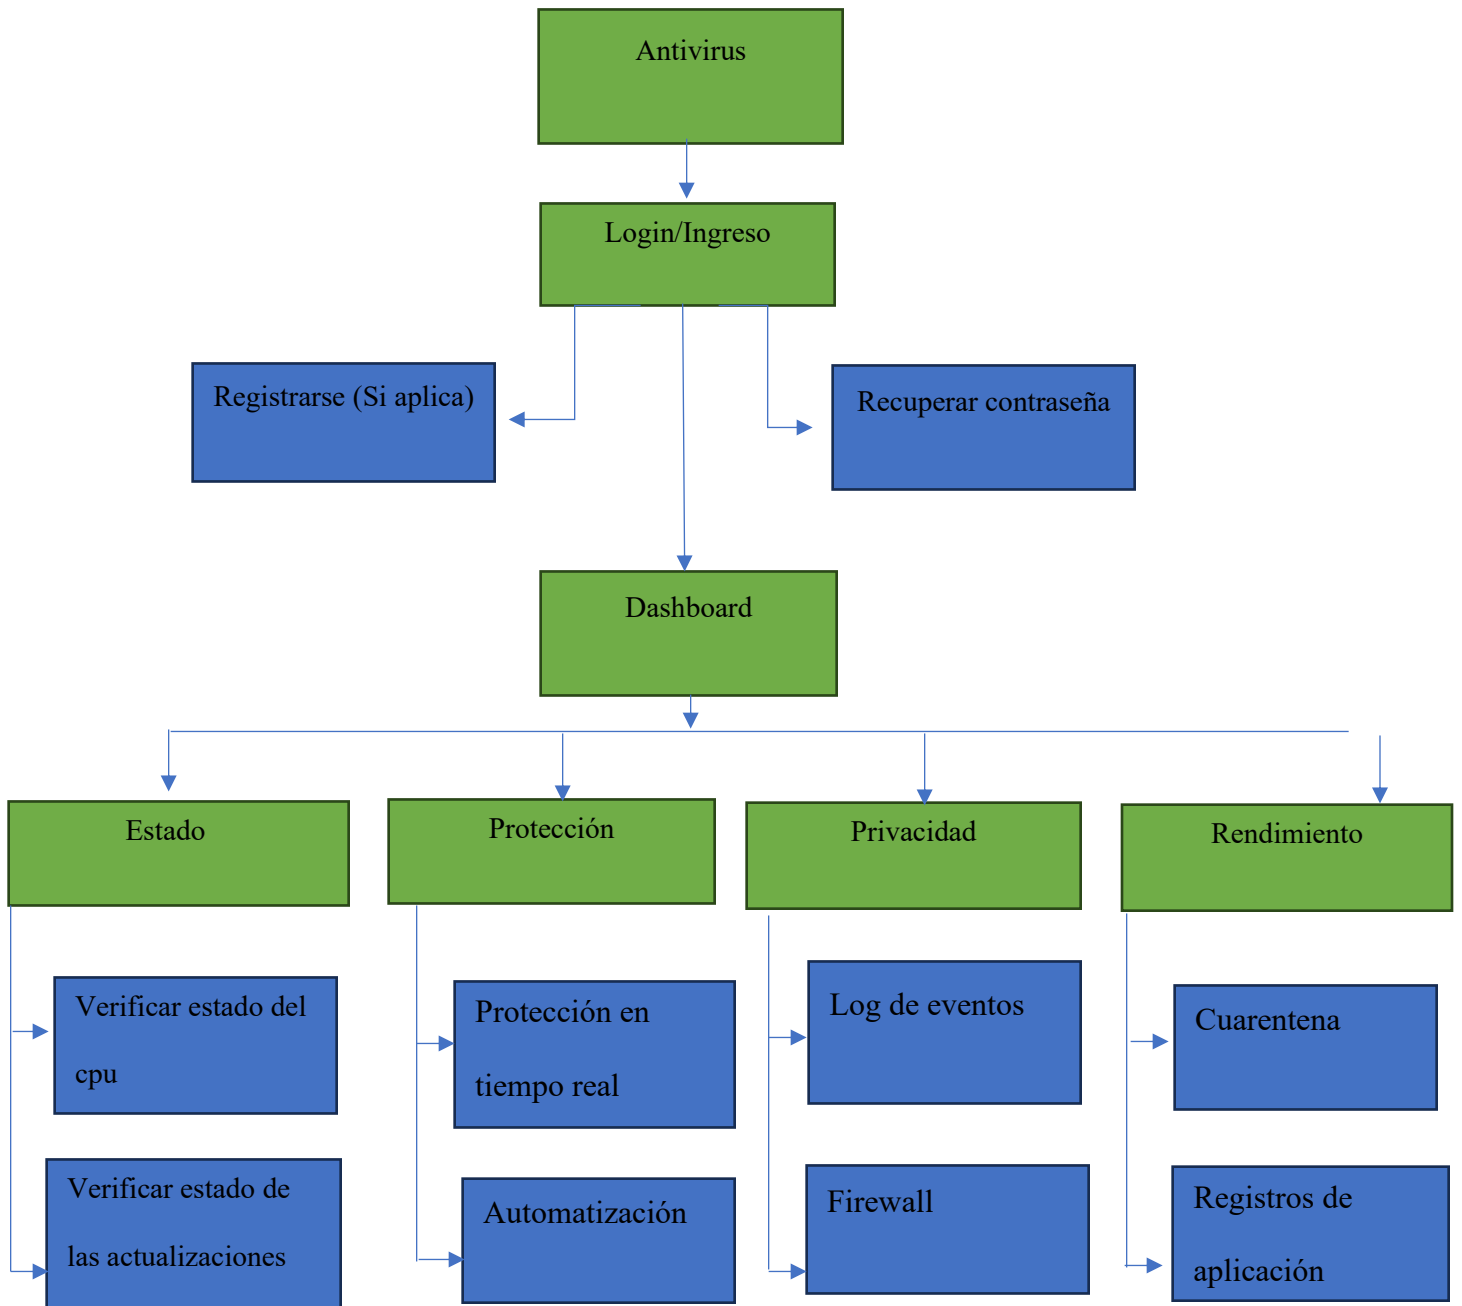 Antivirus
Login/Ingreso
Registrarse (Si aplica)
Recuperar contraseña
Dashboard
Estado
Protección
Privacidad
Rendimiento
Verificar estado del
cpu
Protección en
tiempo real
Log de eventos
Cuarentena
Verificar estado de
las actualizaciones
Automatización
Firewall
Registros de
aplicación